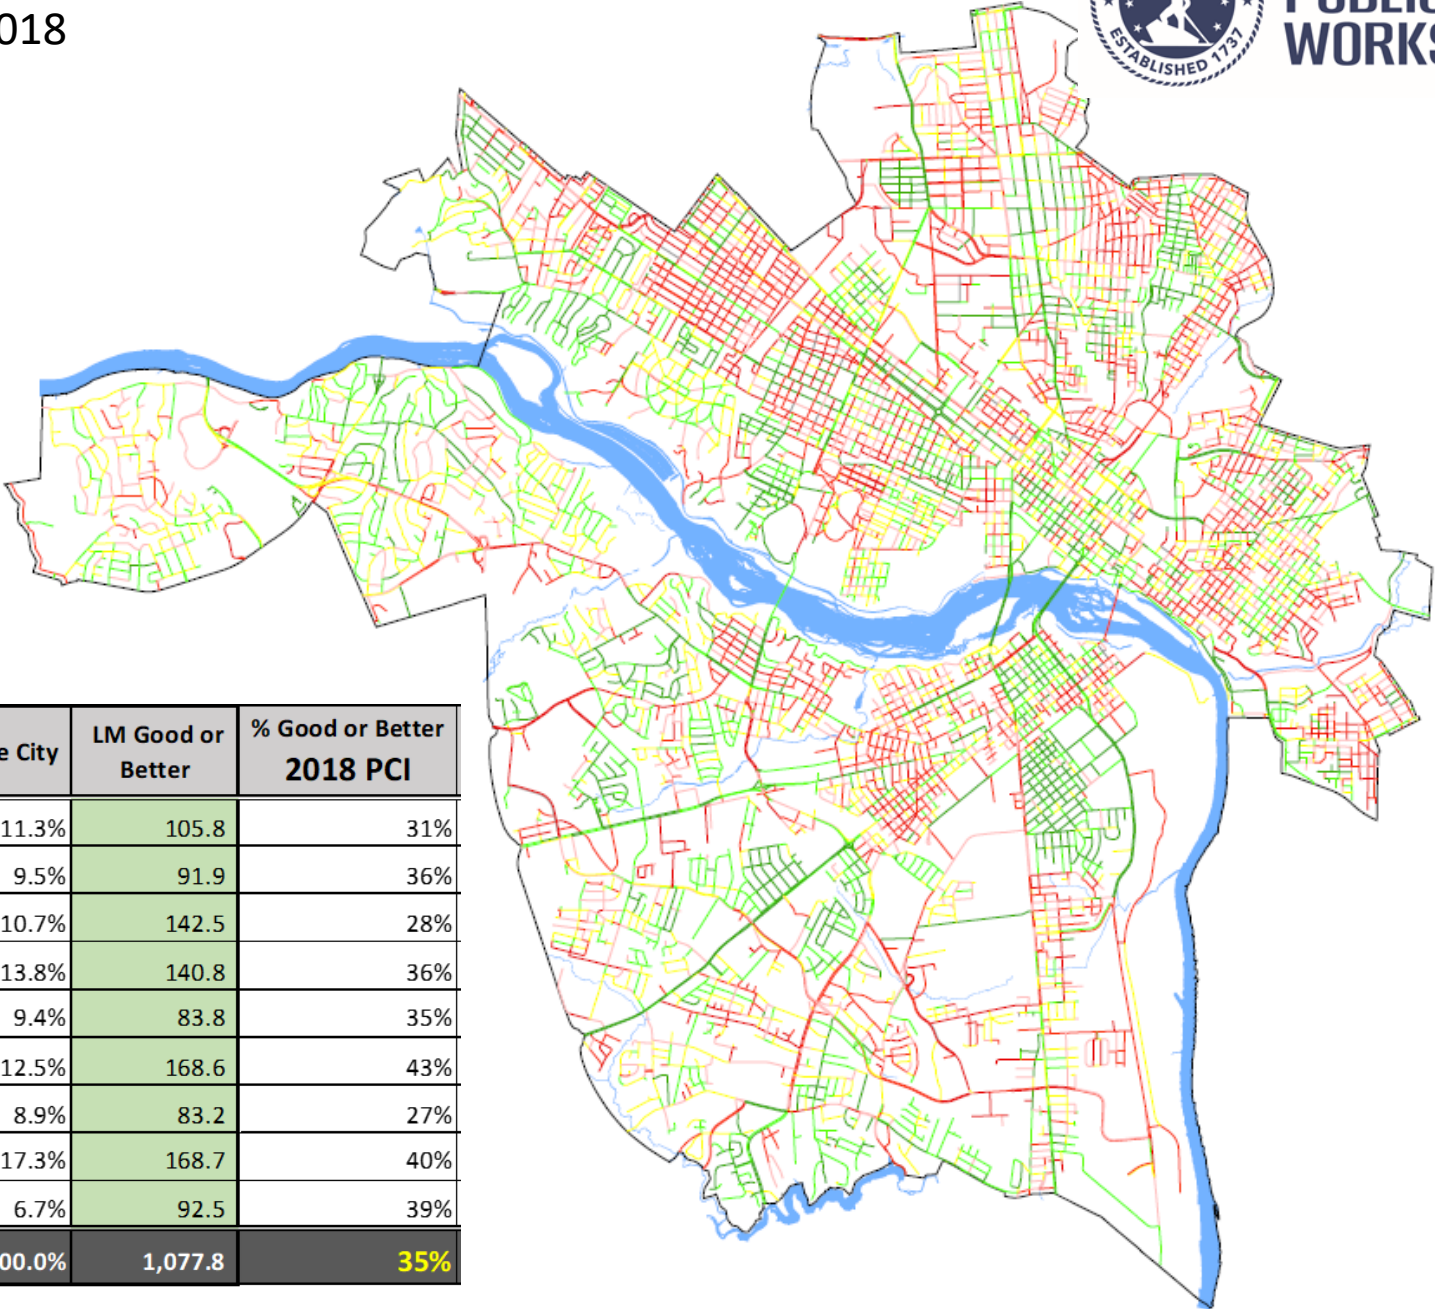 018
ESTABLISHED 1737
WORKS
e City
LM Good or
Better
% Good or Better
2018 PCI
11.3% 105.8 31%
9.5% 91.9 36%
10.7% 142.5 28%
13.8% 140.8 36%
9.4% 83.8 35%
12.5% 168.6 43%
8.9% 83.2 27%
17.3% 168.7 40%
6.7% 92.5 39%
00.0% 1,077.8 35%